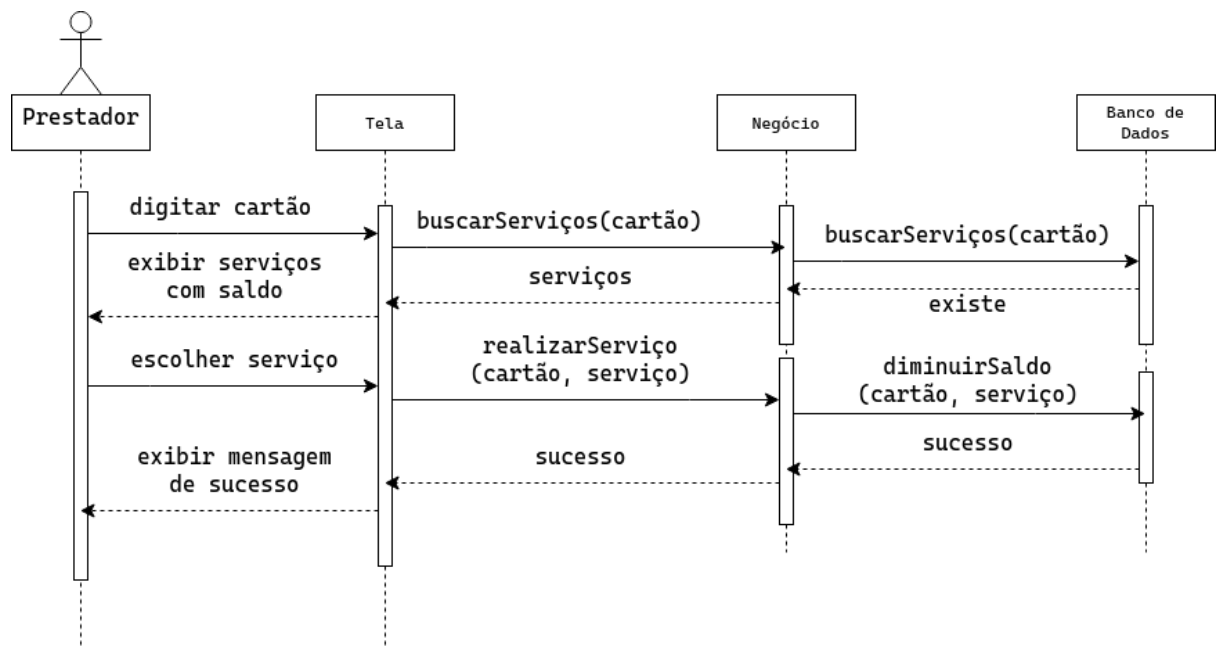 Prestador
Tela
Negócio
Banco de
Dados
digitar cartão
buscarServiços(cartão)
buscarServiços(cartão)
exibir serviços
com saldo
serviços
existe
escolher serviço
realizarServiço
(cartão, serviço)
diminuirSaldo
(cartão, serviço)
exibir mensagem
de sucesso
sucesso
sucesso